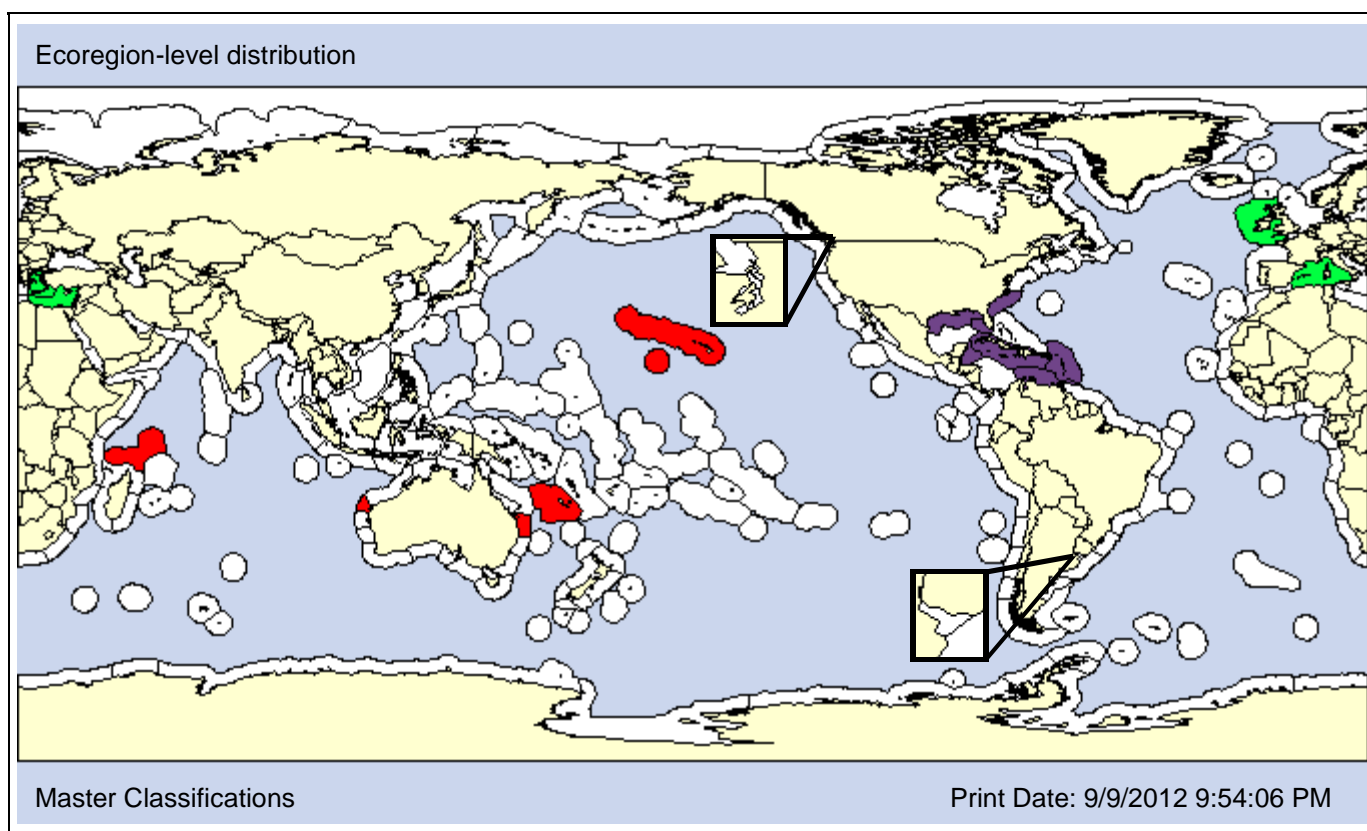 Ecoregion-level distribution
Master Classifications
Print Date: 9/9/2012 9:54:06 PM